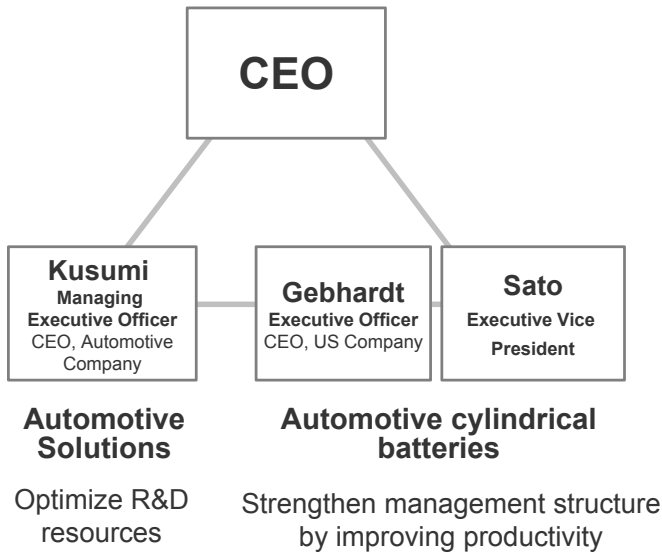 CEO
Kusumi
Managing
Executive Officer
CEO, Automotive
Company
Gebhardt
Executive Officer
CEO, US Company
Sato
Executive Vice
President
Automotive
Solutions
Optimize R&D
resources
Automotive cylindrical
batteries
Strengthen management structure
by improving productivity